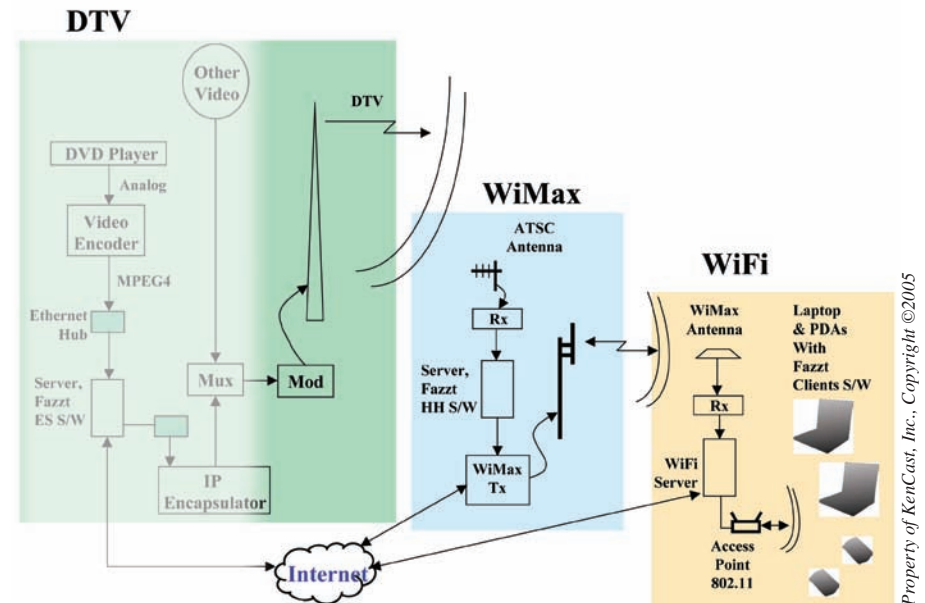 DTV
Other
Video
DVD Player
Analog
Video
Encoder
MPEG4
Ethernet
Hub
Server,
Fazzt
ES S/W
Mux
IP
Encapsulator
Mod
DTV
WiMax
ATSC
Antenna
Rx
Server,
Fazzt
HH S/W
WiMax
Tx
Internet
WiFi
WiMax
Antenna
Rx
WiFi
Server
Access
Point
802.11
Laptop
& PDAs
With
Fazzt
Clients S/W
Property of KenCast, Inc., Copyright ©2005